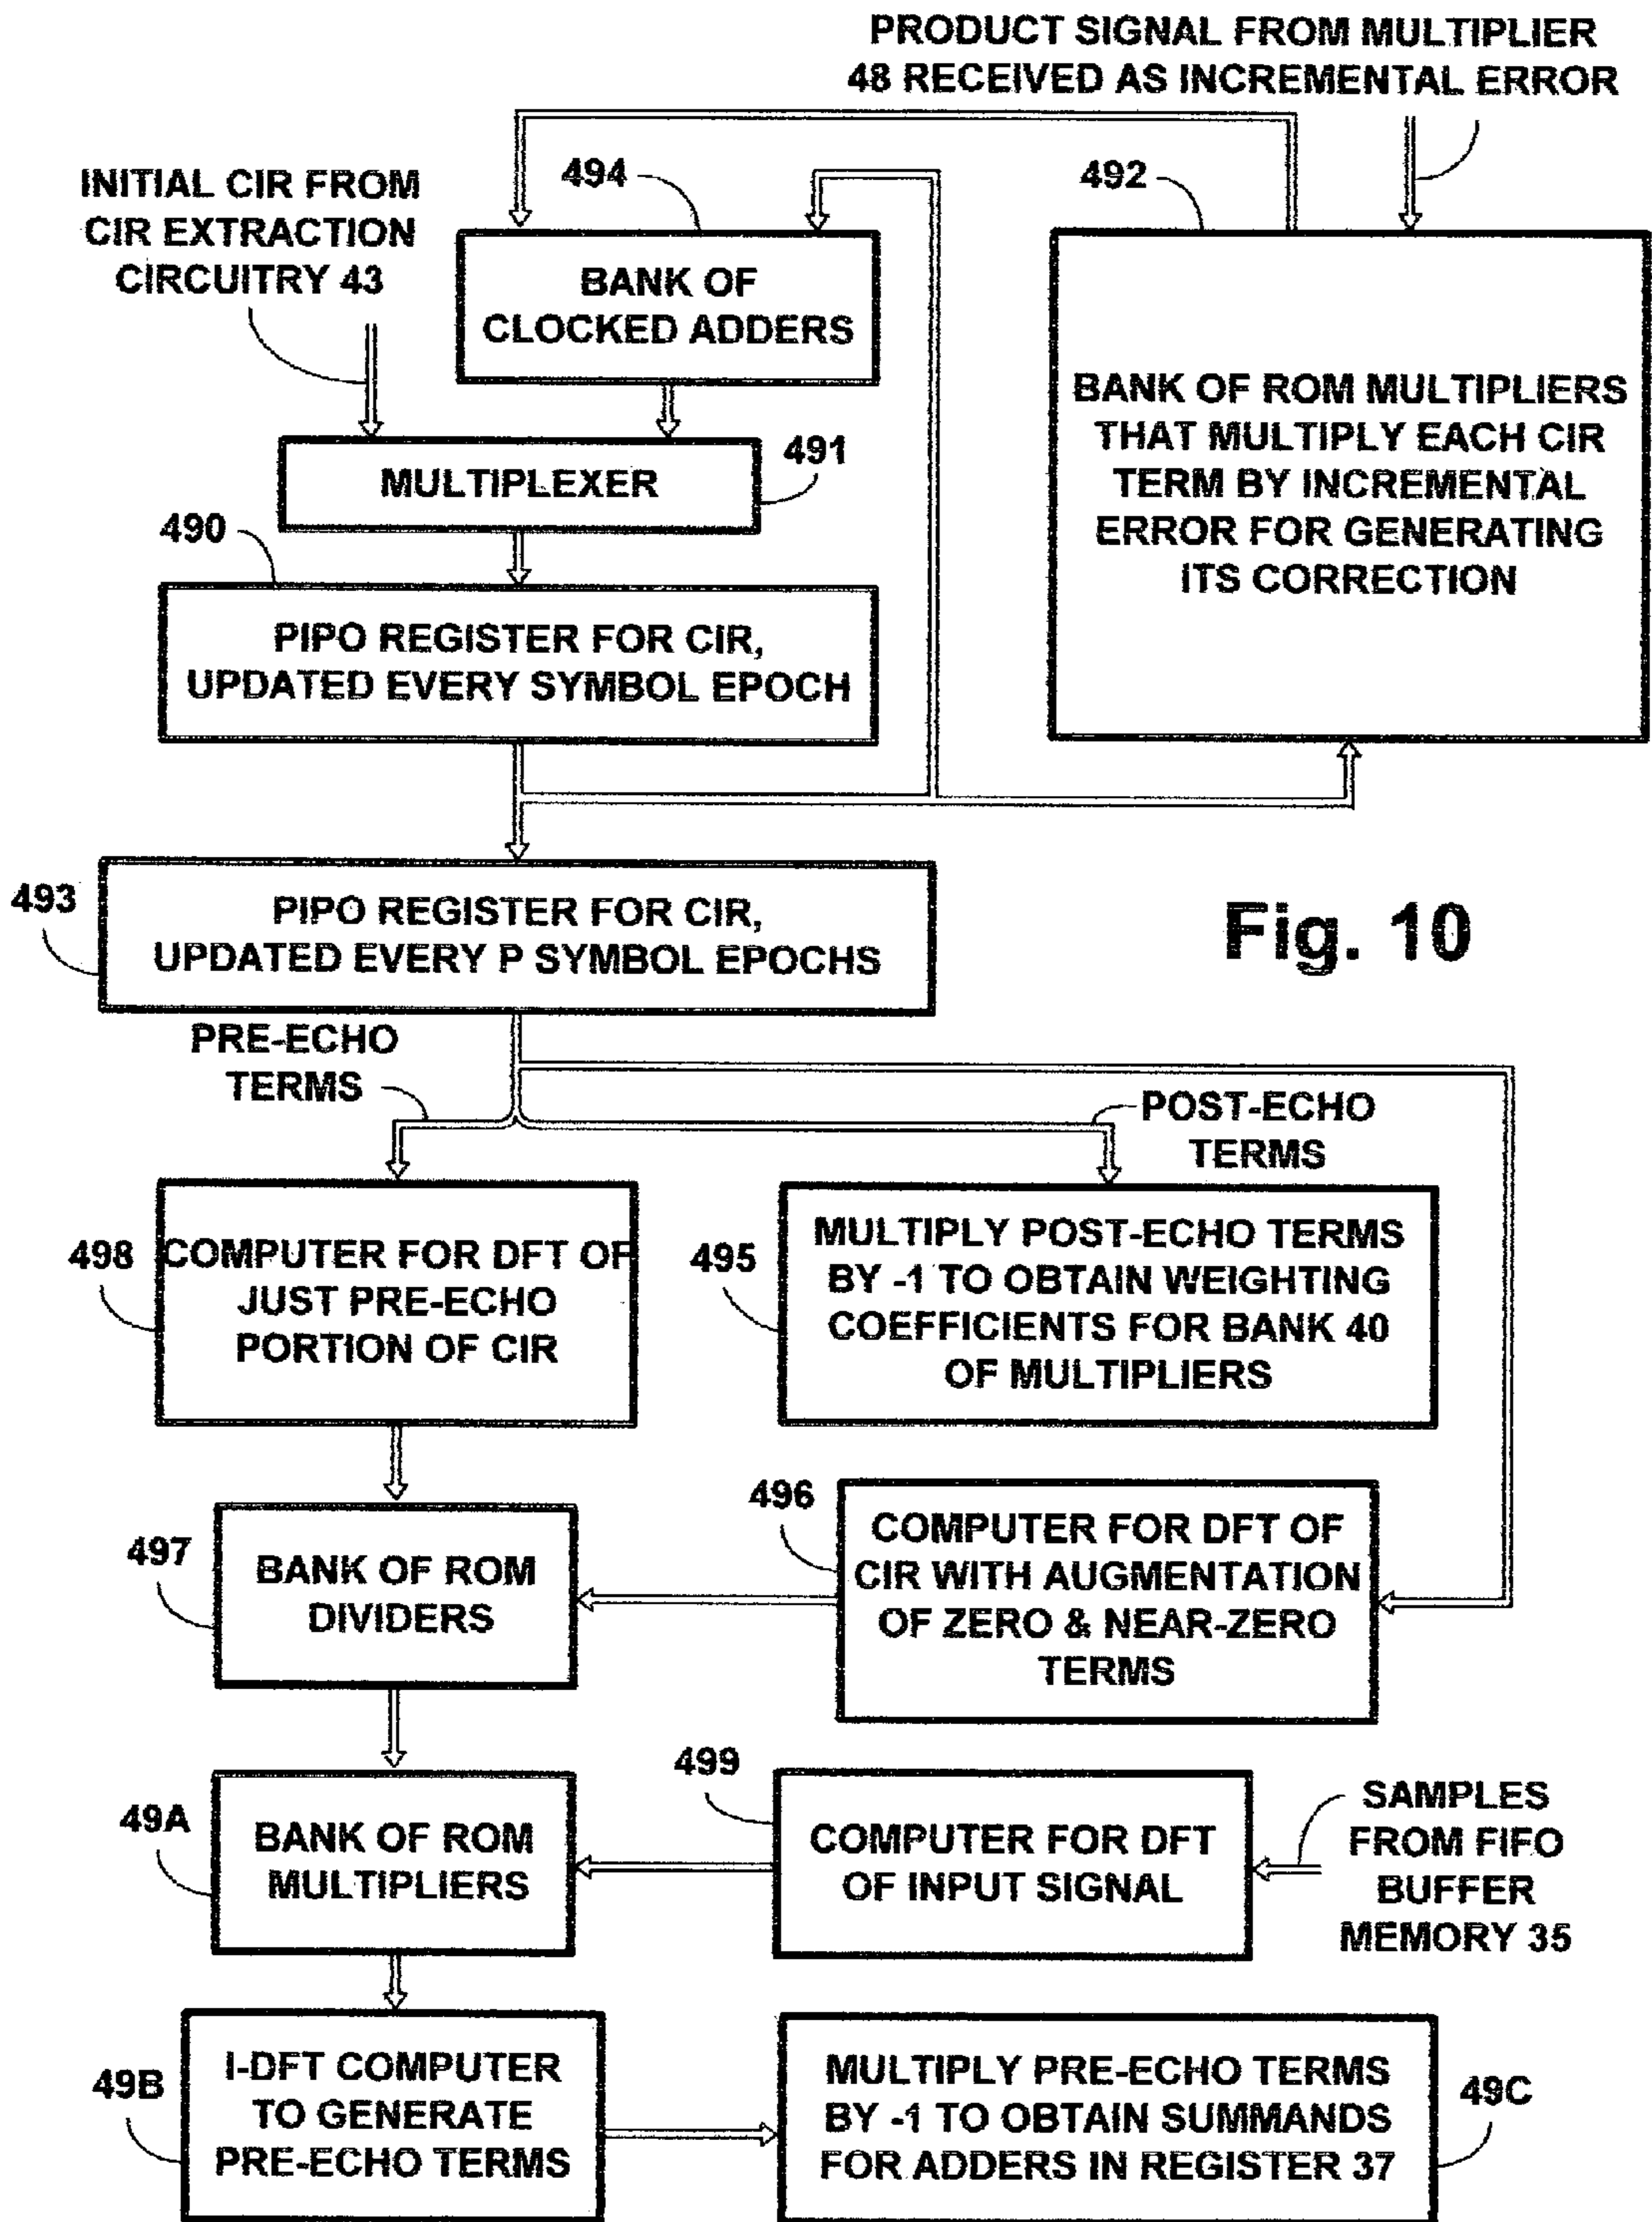 PRODUCT SIGNAL FROM MULTIPLIER
48 RECEIVED AS INCREMENTAL ERROR
INITIAL CIR FROM
CIR EXTRACTION
CIRCUITRY 43
494
492
BANK OF
CLOCKED ADDERS
BANK OF ROM MULTIPLIERS
THAT MULTIPLY EACH CIR
TERM BY INCREMENTAL
ERROR FOR GENERATING
ITS CORRECTION
MULTIPLEXER
491
490
PIPO REGISTER FOR CIR,
UPDATED EVERY SYMBOL EPOCH
493
PIPO REGISTER FOR CIR,
UPDATED EVERY P SYMBOL EPOCHS
Fig. 10
PRE-ECHO
TERMS
POST-ECHO
TERMS
498
COMPUTER FOR DFT OF
JUST PRE-ECHO
PORTION OF CIR
495
MULTIPLY POST-ECHO TERMS
BY -1 TO OBTAIN WEIGHTING
COEFFICIENTS FOR BANK 40
OF MULTIPLIERS
497
BANK OF ROM
DIVIDERS
496
COMPUTER FOR DFT OF
CIR WITH AUGMENTATION
OF ZERO & NEAR-ZERO
TERMS
49A
BANK OF ROM
MULTIPLIERS
499
COMPUTER FOR DFT
OF INPUT SIGNAL
SAMPLES
FROM FIFO
BUFFER
MEMORY 35
49B
I-DFT COMPUTER
TO GENERATE
PRE-ECHO TERMS
MULTIPLY PRE-ECHO TERMS
BY -1 TO OBTAIN SUMMANDS
FOR ADDERS IN REGISTER 37
49C